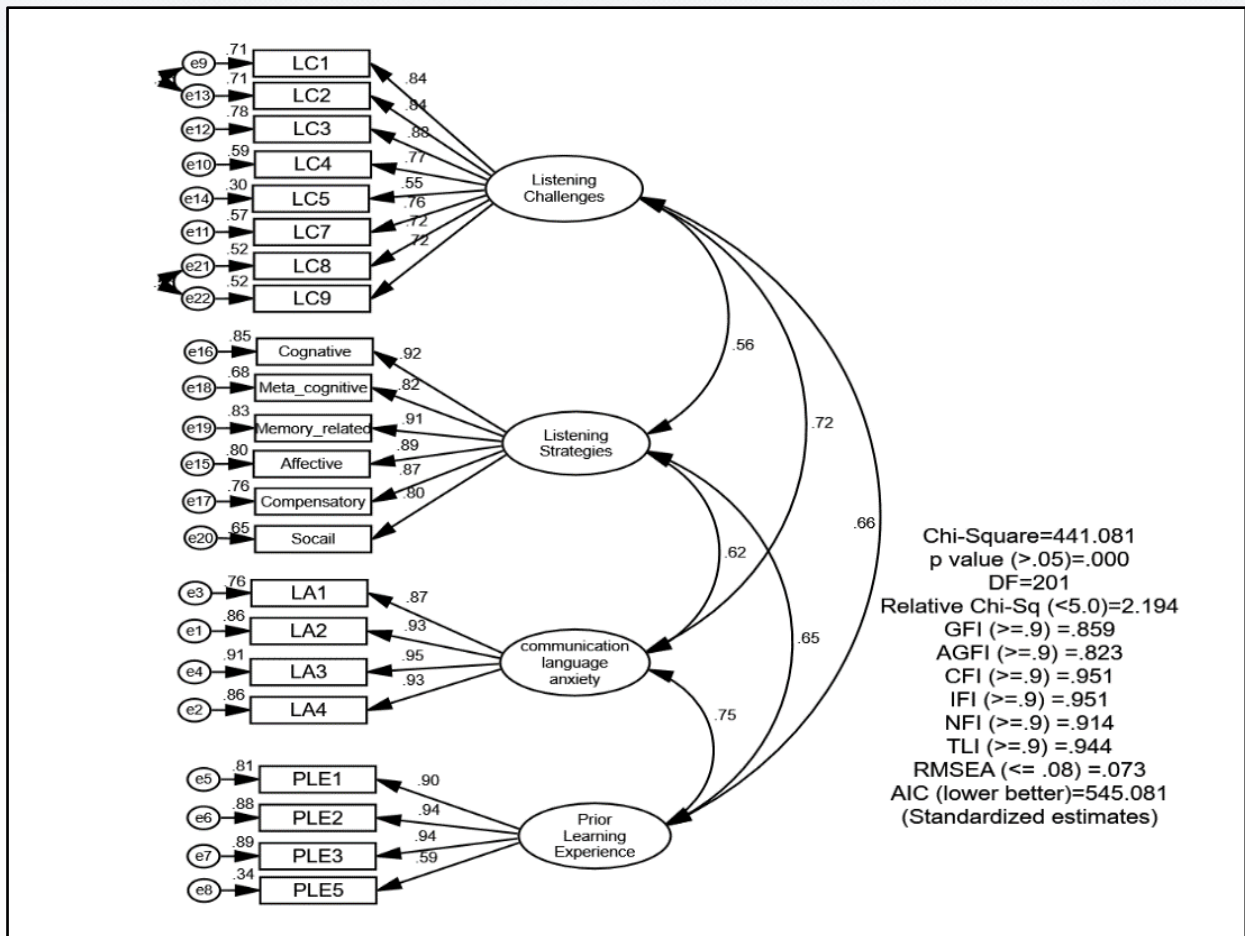 e9 .71 LC1 .84
e13 .71 LC2 .84
e12 .78 LC3 .88
e10 .59 LC4 .77
e14 .30 LC5 .55
e11 .57 LC7 .76
e21 .52 LC8 .72
e22 .52 LC9 .72
Listening
Challenges
e16 .85 Cognative .92
e18 .68 Meta_cognitive .82
e19 .83 Memory_related .91
e15 .80 Affective .89
e17 .76 Compensatory .87
e20 .65 Socail .80
Listening
Strategies
e3 .76 LA1 .87
e1 .86 LA2 .93
e4 .91 LA3 .95
e2 .86 LA4 .93
communication
language
anxiety
e5 .81 PLE1 .90
e6 .88 PLE2 .94
e7 .89 PLE3 .94
e8 .34 PLE5 .59
Prior
Learning
Experience
.56
.72
.66
.62
.65
.75
Chi-Square=441.081
p value (>.05)=.000
DF=201
Relative Chi-Sq (<5.0)=2.194
GFI (>=.9) =.859
AGFI (>=.9) =.823
CFI (>=.9) =.951
IFI (>=.9) =.951
NFI (>=.9) =.914
TLI (>=.9) =.944
RMSEA (<= .08) =.073
AIC (lower better)=545.081
(Standardized estimates)